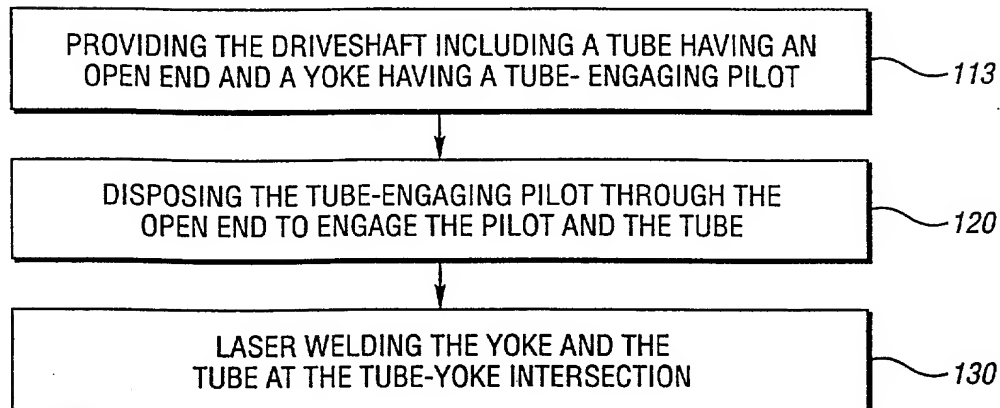 PROVIDING THE DRIVESHAFT INCLUDING A TUBE HAVING AN
OPEN END AND A YOKE HAVING A TUBE- ENGAGING PILOT
113
DISPOSING THE TUBE-ENGAGING PILOT THROUGH THE
OPEN END TO ENGAGE THE PILOT AND THE TUBE
120
LASER WELDING THE YOKE AND THE
TUBE AT THE TUBE-YOKE INTERSECTION
130